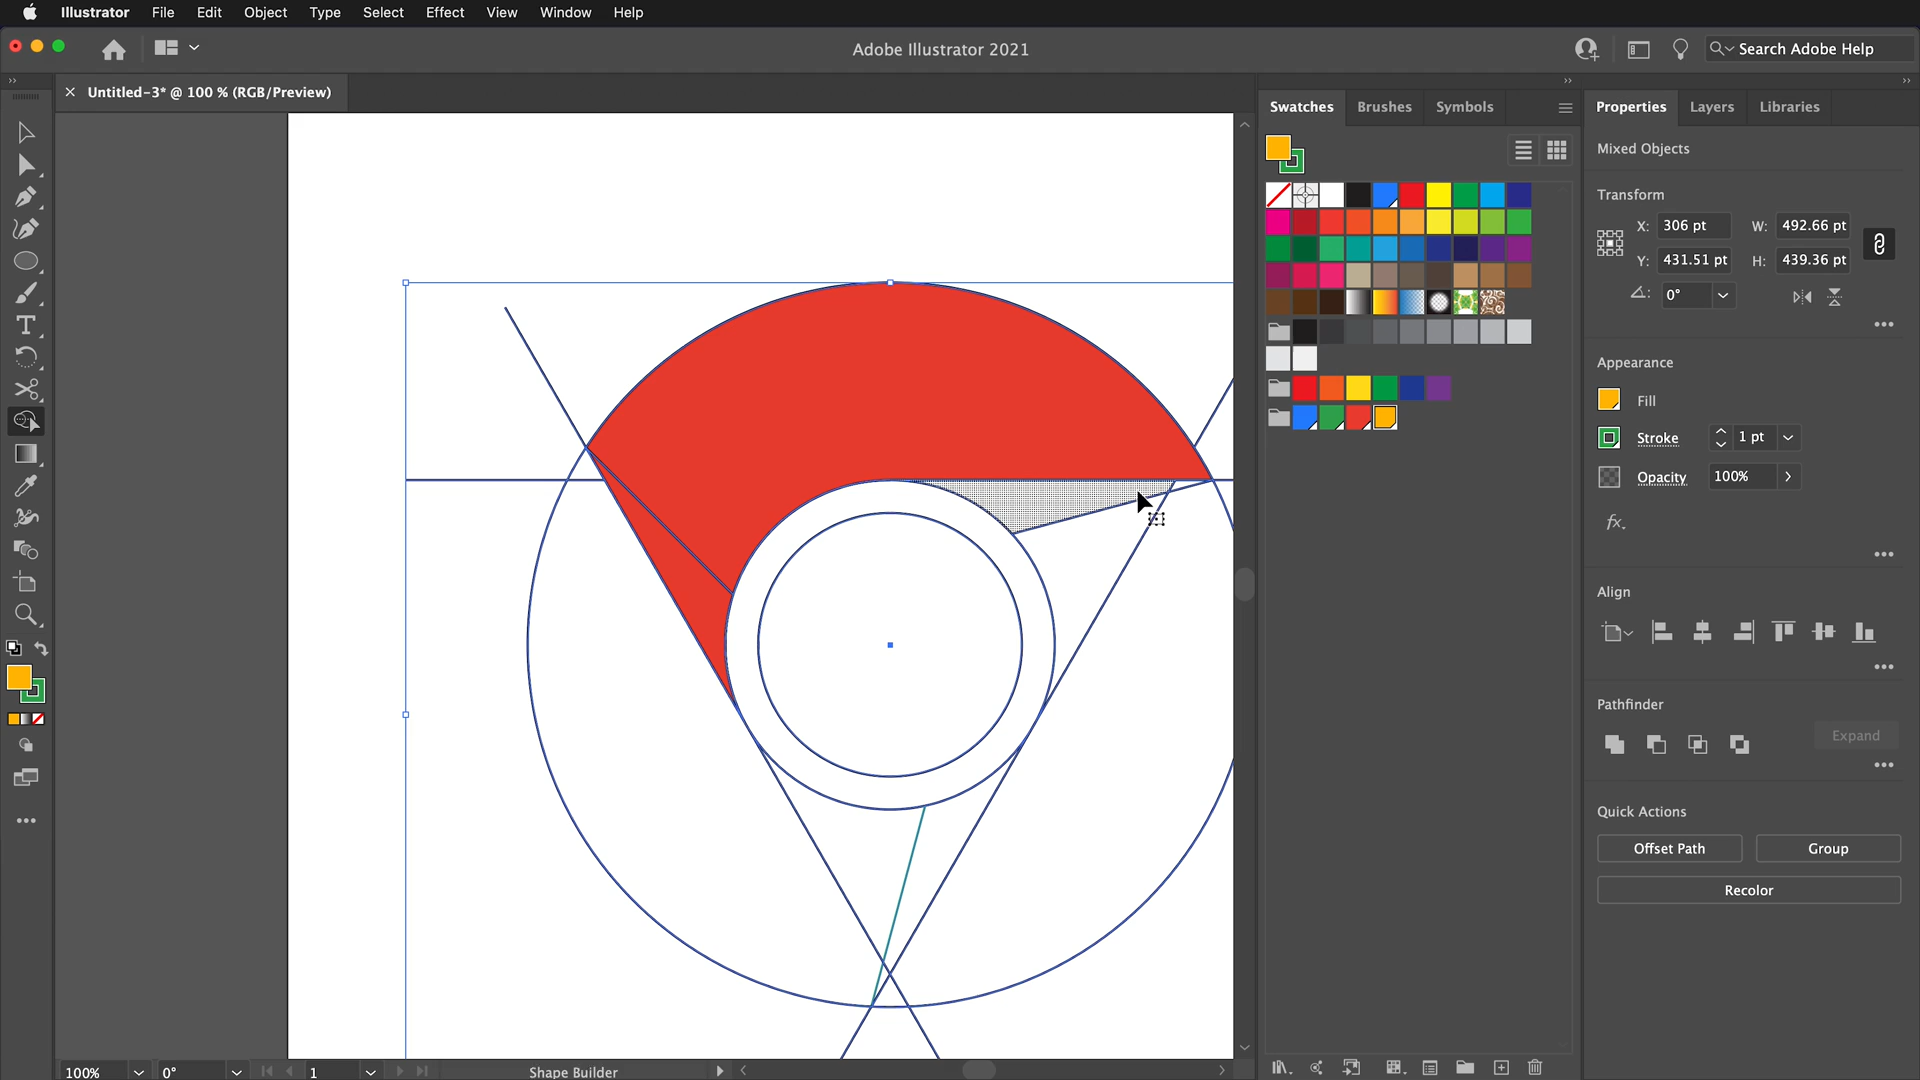 Illustrator File Edit Object Type Select Effect View Window Help
Adobe Illustrator 2021
Search Adobe Help
Untitled-3* @ 100 % (RGB/Preview)
Swatches Brushes Symbols
Properties Layers Libraries
Mixed Objects
Transform
X: 306 pt W: 492.66 pt
Y: 431.51 pt H: 439.36 pt
0°
Appearance
Fill
Stroke 1 pt
Opacity 100%
fx.
Align
Pathfinder
Expand
Quick Actions
Offset Path Group
Recolor
100% 0° 1 Shape Builder